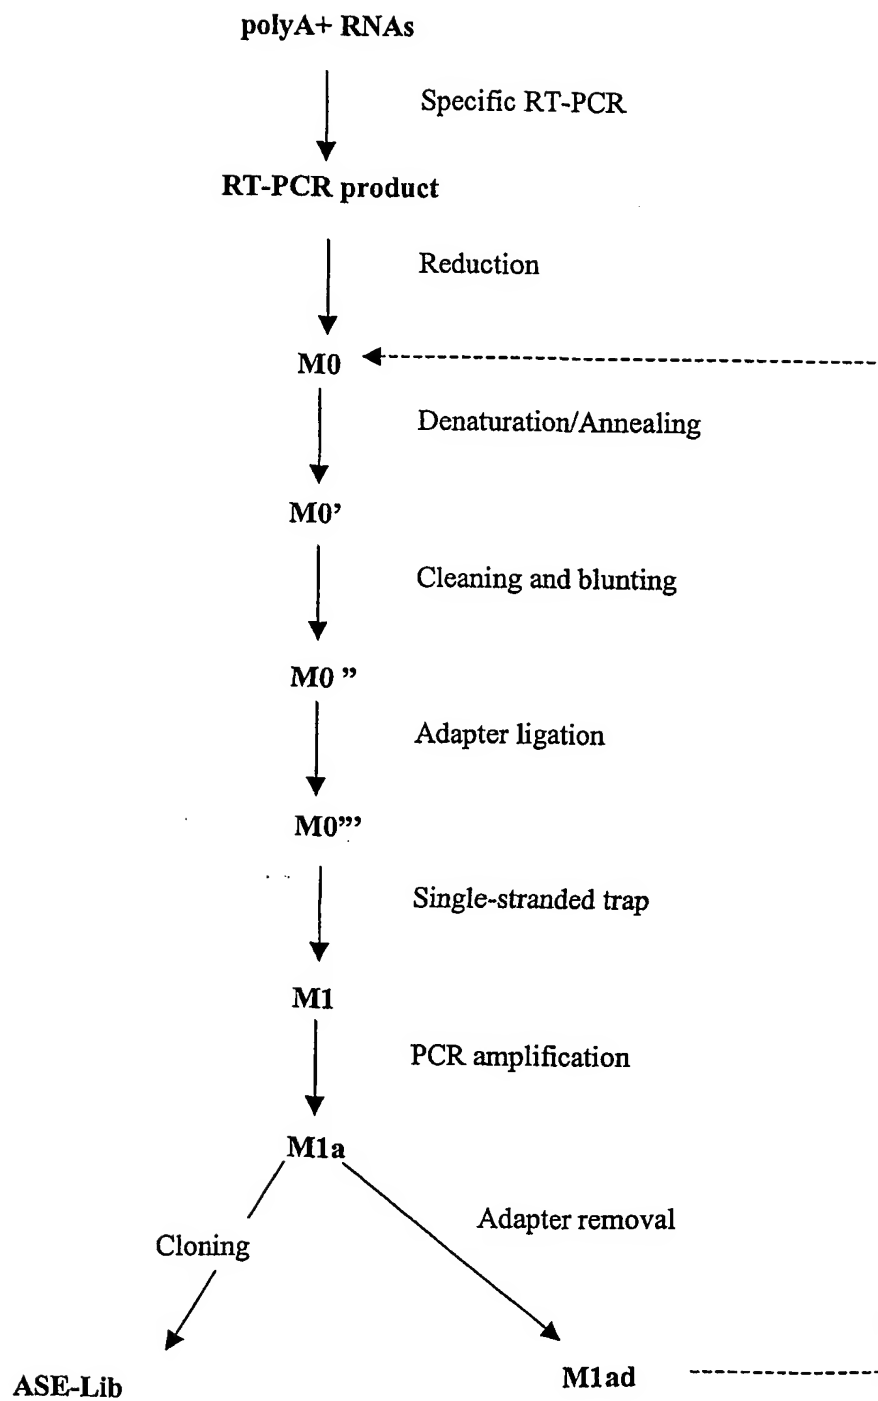 polyA+ RNAs
Specific RT-PCR
RT-PCR product
Reduction
M0
Denaturation/Annealing
M0’
Cleaning and blunting
M0 ”
Adapter ligation
M0”’
Single-stranded trap
M1
PCR amplification
M1a
Adapter removal
Cloning
M1ad
ASE-Lib